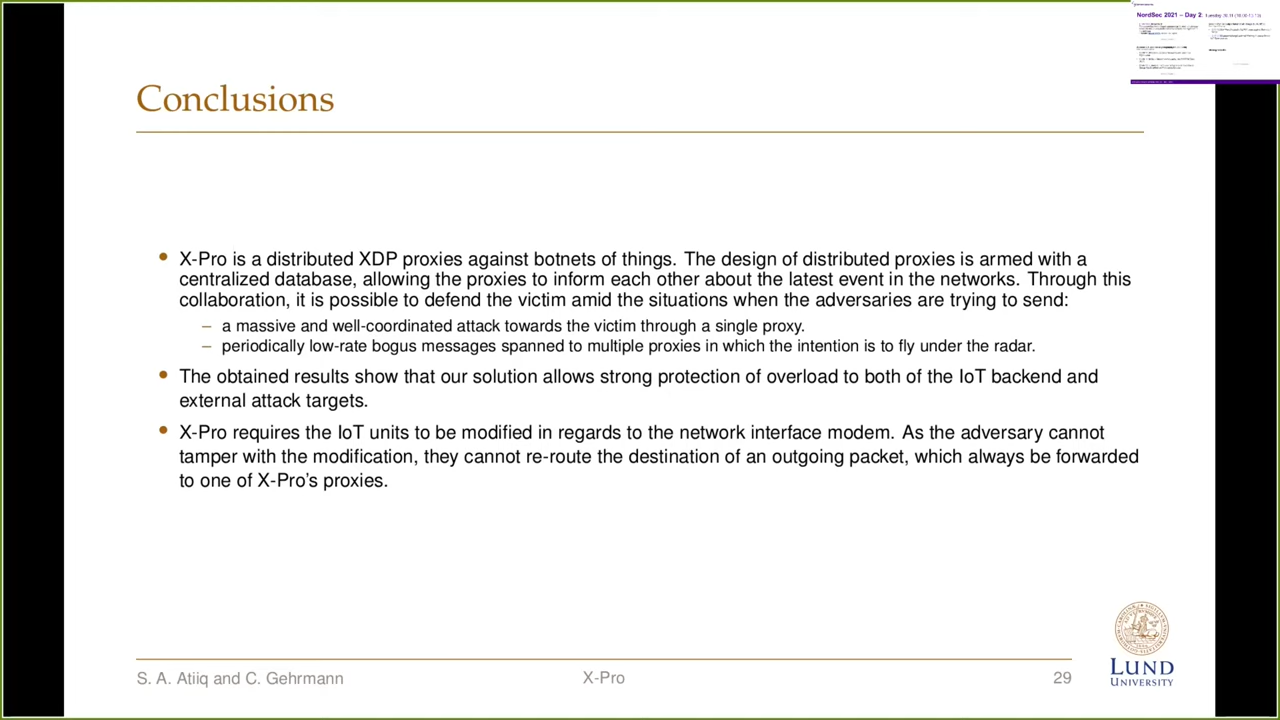 NordSec 2021 – Day 2:
Conclusions
X-Pro is a distributed XDP proxies against botnets of things. The design of distributed proxies is armed with a
centralized database, allowing the proxies to inform each other about the latest event in the networks. Through this
collaboration, it is possible to defend the victim amid the situations when the adversaries are trying to send:
– a massive and well-coordinated attack towards the victim through a single proxy.
– periodically low-rate bogus messages spanned to multiple proxies in which the intention is to fly under the radar.
The obtained results show that our solution allows strong protection of overload to both of the IoT backend and
external attack targets.
X-Pro requires the IoT units to be modified in regards to the network interface modem. As the adversary cannot
tamper with the modification, they cannot re-route the destination of an outgoing packet, which always be forwarded
to one of X-Pro's proxies.
S. A. Atiiq and C. Gehrmann
X-Pro
29
LUND
UNIVERSITY